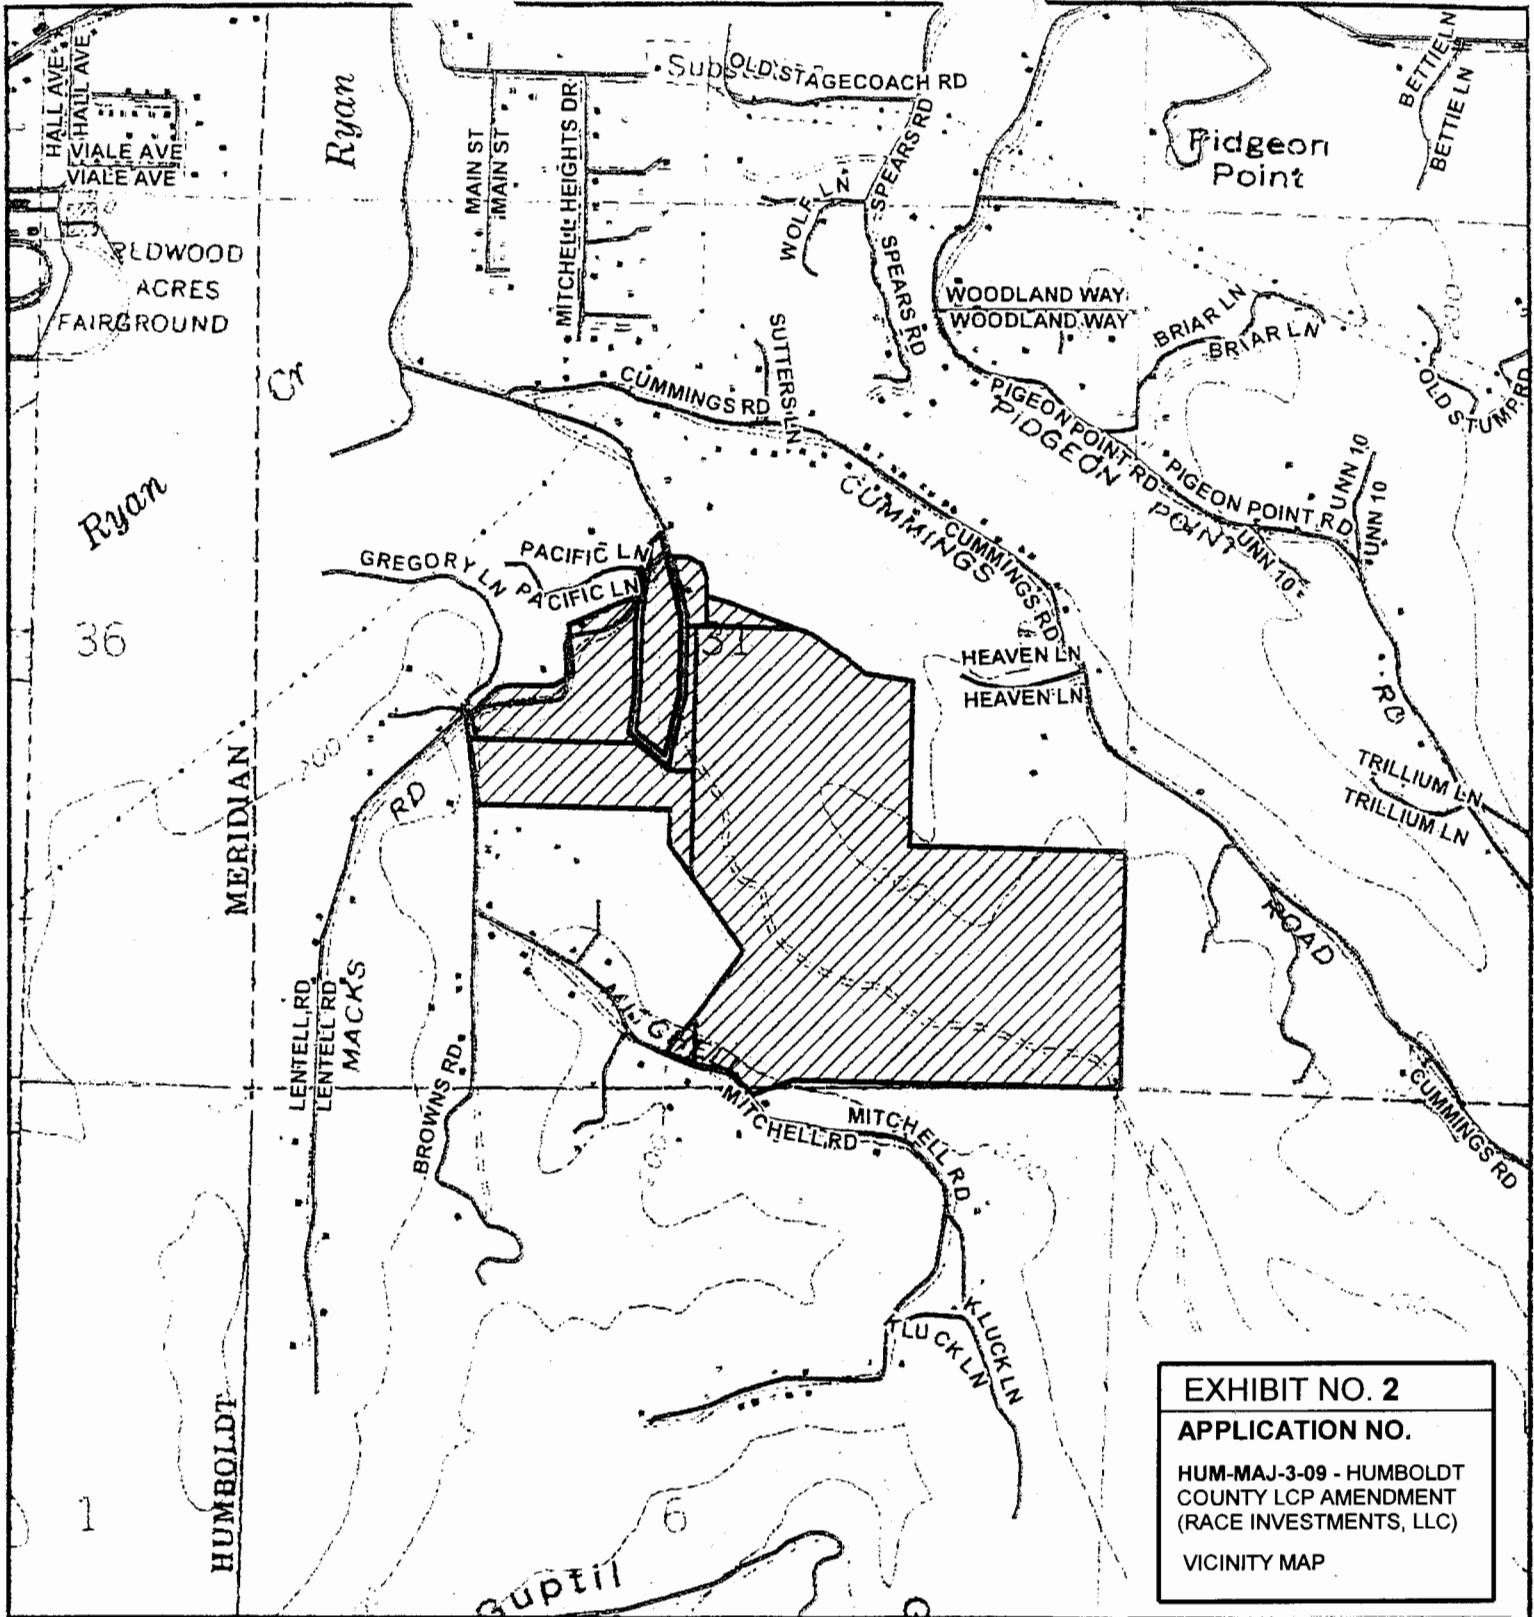 HALL AVE
HALL AVE
VIALE AVE
VIALE AVE
Ryan
MAIN ST
MAIN ST
MITCHELL HEIGHTS DR
OLD STAGECOACH RD
SPEARS RD
SPEARS RD
WOLF LN
Pidgeon
Point
BETTIE LN
BETTIE LN
ACRES
FAIRGROUND
WOODLAND WAY
WOODLAND WAY
BRIAR LN
BRIAR LN
OLD STUMP RD
Cr
SUTTERS LN
CUMMINGS RD
PIGEON POINT RD
PIDGEON
POINT
PIGEON POINT RD
UNN 10
UNN 10
UNN 10
CUMMINGS
CUMMINGS RD
Ryan
GREGORY LN
PACIFIC LN
PACIFIC LN
36
31
HEAVEN LN
HEAVEN LN
RD
TRILLIUM LN
TRILLIUM LN
MERIDIAN
RD
200
ROAD
LENTELL RD
LENTELL RD
MACKS
BROWNS RD
MITCHELL RD
MITCHELL RD
CUMMINGS RD
KLUCK LN
KLUCK LN
HUMBOLDT
1
6
Guptil
EXHIBIT NO. 2
APPLICATION NO.
HUM-MAJ-3-09 - HUMBOLDT
COUNTY LCP AMENDMENT
(RACE INVESTMENTS, LLC)
VICINITY MAP